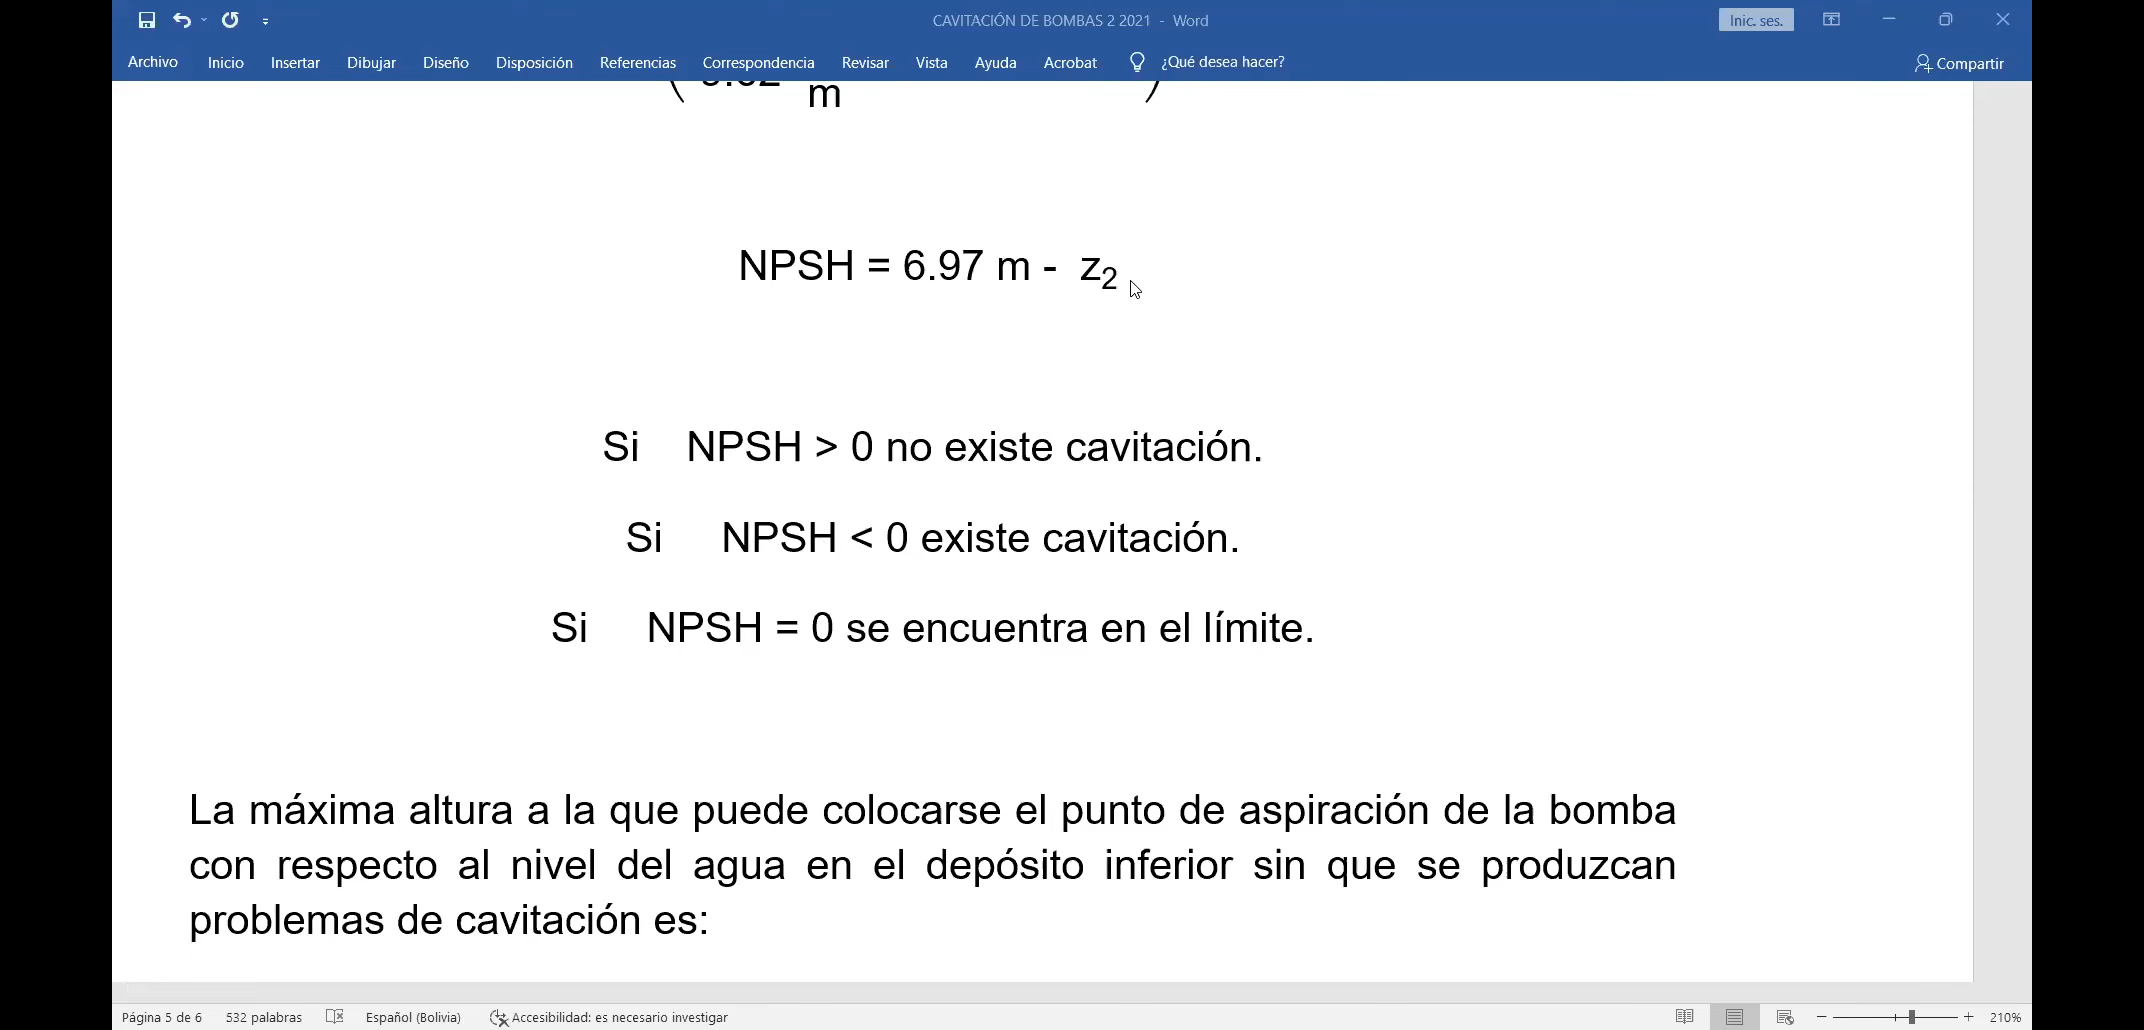 CAVITACIÓN DE BOMBAS 2 2021 - Word
Inic. ses.
Archivo Inicio Insertar Dibujar Diseño Disposición Referencias Correspondencia Revisar Vista Ayuda Acrobat ¿Qué desea hacer? Compartir
m
NPSH = 6.97 m - z₂
Si NPSH > 0 no existe cavitación.
Si NPSH < 0 existe cavitación.
Si NPSH = 0 se encuentra en el límite.
La máxima altura a la que puede colocarse el punto de aspiración de la bomba
con respecto al nivel del agua en el depósito inferior sin que se produzcan
problemas de cavitación es:
Página 5 de 6 532 palabras Español (Bolivia) Accesibilidad: es necesario investigar 210%